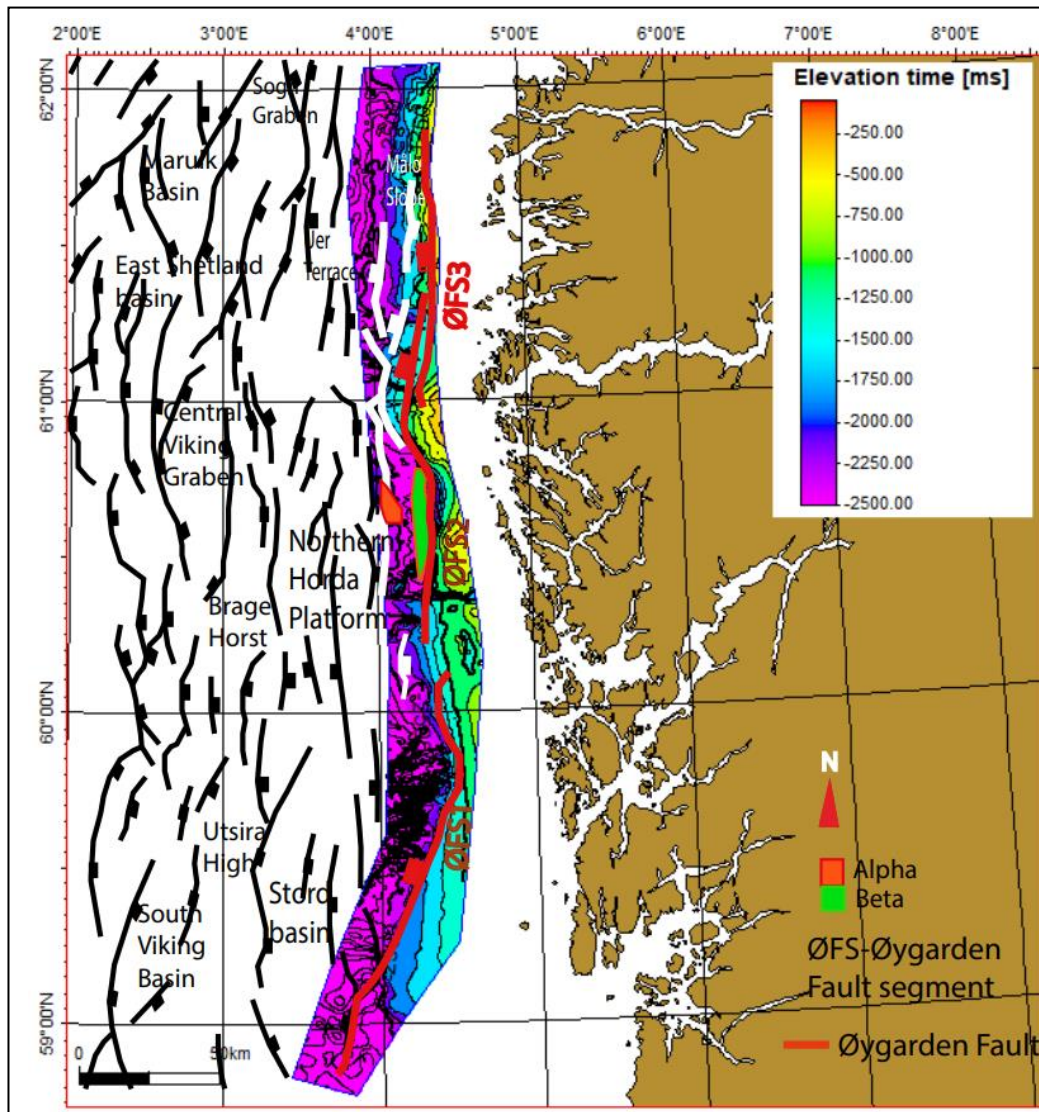 2°00'E 3°00'E 4°00'E 5°00'E 6°00'E 7°00'E 8°00'E
62°00'N
61°00'N
60°00'N
59°00'N
Elevation time [ms]
-250.00
-500.00
-750.00
-1000.00
-1250.00
-1500.00
-1750.00
-2000.00
-2250.00
-2500.00
Sogn
Graben
Marulk
Basin
Måløy
Slope
Uer
Terrace
East Shetland
basin
ØFS3
Central
Viking
Graben
Northern
Horda
Platform
ØFS2
Brage
Horst
Utsira
High
ØFS1
Stord
basin
South
Viking
Basin
N
Alpha
Beta
ØFS-Øygarden
Fault segment
Øygarden Fault
0 50km